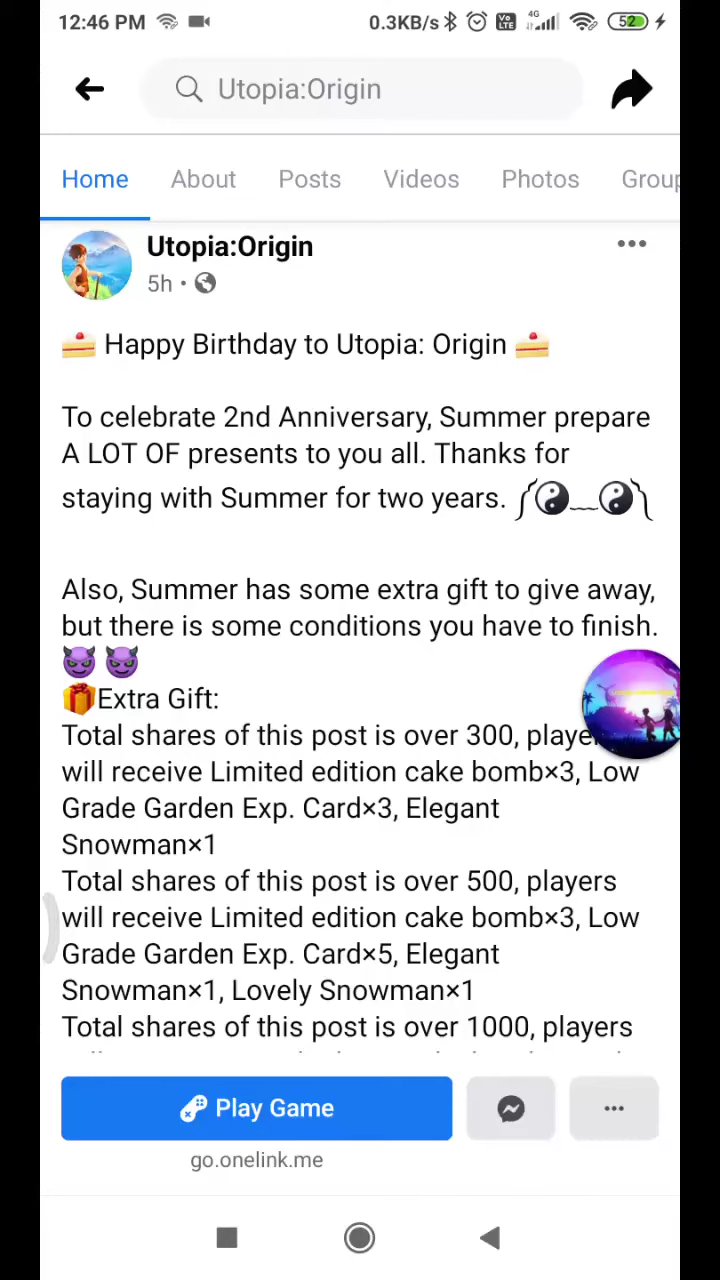 12:46 PM 0.3KB/s Vo LTE 4G 52
Utopia:Origin
Home About Posts Videos Photos Group
Utopia:Origin
5h •
🍰 Happy Birthday to Utopia: Origin 🍰
To celebrate 2nd Anniversary, Summer prepare
A LOT OF presents to you all. Thanks for
staying with Summer for two years. ʃ´☯﹏☯`ƪ
Also, Summer has some extra gift to give away,
but there is some conditions you have to finish.
😈😈
🎁Extra Gift:
Total shares of this post is over 300,
will receive Limited edition cake bomb×3, Low
Grade Garden Exp. Card×3, Elegant
Snowman×1
Total shares of this post is over 500, players
will receive Limited edition cake bomb×3, Low
Grade Garden Exp. Card×5, Elegant
Snowman×1, Lovely Snowman×1
Total shares of this post is over 1000, players
Play Game
go.onelink.me